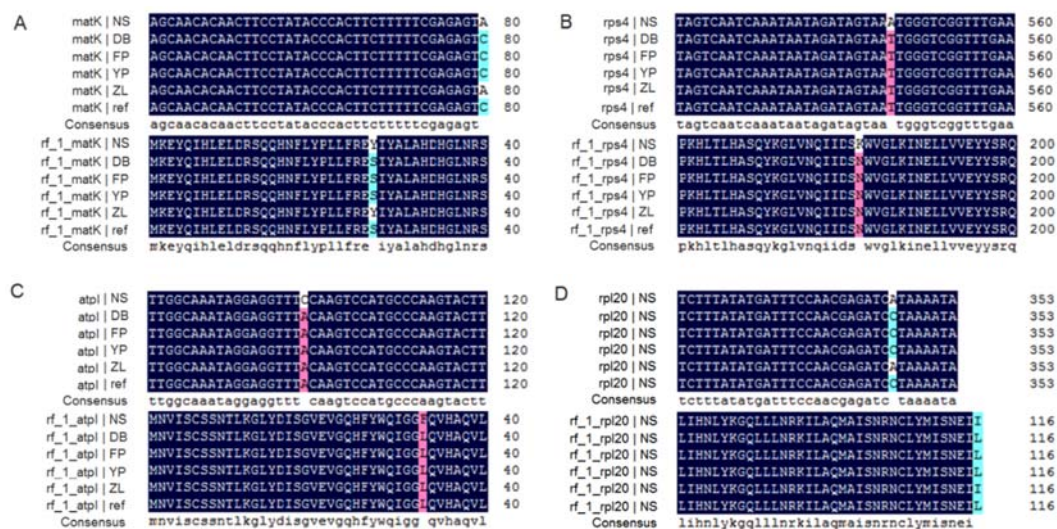 A
matK | NS AGCAACACAACTTCCTATACCCACTTCTTTTTCGAGAGTA 80
matK | DB AGCAACACAACTTCCTATACCCACTTCTTTTTCGAGAGTC 80
matK | FP AGCAACACAACTTCCTATACCCACTTCTTTTTCGAGAGTC 80
matK | YP AGCAACACAACTTCCTATACCCACTTCTTTTTCGAGAGTC 80
matK | ZL AGCAACACAACTTCCTATACCCACTTCTTTTTCGAGAGTA 80
matK | ref AGCAACACAACTTCCTATACCCACTTCTTTTTCGAGAGTC 80
Consensus agcaacacaacttcctatacccacttctttttcgagagt
rf_1_matK | NS MKEYQIHLELDRSQQHNFLYPLLFREYIYALAHDHGLNRS 40
rf_1_matK | DB MKEYQIHLELDRSQQHNFLYPLLFRESIYALAHDHGLNRS 40
rf_1_matK | FP MKEYQIHLELDRSQQHNFLYPLLFRESIYALAHDHGLNRS 40
rf_1_matK | YP MKEYQIHLELDRSQQHNFLYPLLFRESIYALAHDHGLNRS 40
rf_1_matK | ZL MKEYQIHLELDRSQQHNFLYPLLFREYIYALAHDHGLNRS 40
rf_1_matK | ref MKEYQIHLELDRSQQHNFLYPLLFRESIYALAHDHGLNRS 40
Consensus mkeyqihleldrsqqhnflypllfre iyalahdhglnrs
B
rps4 | NS TAGTCAATCAAATAATAGATAGTAAATGGGTCGGTTTGAA 560
rps4 | DB TAGTCAATCAAATAATAGATAGTAATTGGGTCGGTTTGAA 560
rps4 | FP TAGTCAATCAAATAATAGATAGTAATTGGGTCGGTTTGAA 560
rps4 | YP TAGTCAATCAAATAATAGATAGTAATTGGGTCGGTTTGAA 560
rps4 | ZL TAGTCAATCAAATAATAGATAGTAATTGGGTCGGTTTGAA 560
rps4 | ref TAGTCAATCAAATAATAGATAGTAATTGGGTCGGTTTGAA 560
Consensus tagtcaatcaaataatagatagtaa tgggtcggtttgaa
rf_1_rps4 | NS PKHLTLHASQYKGLVNQIIDSKWVGLKINELLVVEYYSRQ 200
rf_1_rps4 | DB PKHLTLHASQYKGLVNQIIDSNWVGLKINELLVVEYYSRQ 200
rf_1_rps4 | FP PKHLTLHASQYKGLVNQIIDSNWVGLKINELLVVEYYSRQ 200
rf_1_rps4 | YP PKHLTLHASQYKGLVNQIIDSNWVGLKINELLVVEYYSRQ 200
rf_1_rps4 | ZL PKHLTLHASQYKGLVNQIIDSNWVGLKINELLVVEYYSRQ 200
rf_1_rps4 | ref PKHLTLHASQYKGLVNQIIDSNWVGLKINELLVVEYYSRQ 200
Consensus pkhltlhasqykglvnqiids wvglkinellvveyysrq
C
atpI | NS TTGGCAAATAGGAGGTTTCCAAGTCCATGCCCAAGTACTT 120
atpI | DB TTGGCAAATAGGAGGTTTACAAGTCCATGCCCAAGTACTT 120
atpI | FP TTGGCAAATAGGAGGTTTACAAGTCCATGCCCAAGTACTT 120
atpI | YP TTGGCAAATAGGAGGTTTACAAGTCCATGCCCAAGTACTT 120
atpI | ZL TTGGCAAATAGGAGGTTTACAAGTCCATGCCCAAGTACTT 120
atpI | ref TTGGCAAATAGGAGGTTTACAAGTCCATGCCCAAGTACTT 120
Consensus ttggcaaataggaggttt caagtccatgcccaagtactt
rf_1_atpI | NS MNVISCSSNTLKGLYDISGVEVGQHFYWQIGGFQVHAQVL 40
rf_1_atpI | DB MNVISCSSNTLKGLYDISGVEVGQHFYWQIGGLQVHAQVL 40
rf_1_atpI | FP MNVISCSSNTLKGLYDISGVEVGQHFYWQIGGLQVHAQVL 40
rf_1_atpI | YP MNVISCSSNTLKGLYDISGVEVGQHFYWQIGGLQVHAQVL 40
rf_1_atpI | ZL MNVISCSSNTLKGLYDISGVEVGQHFYWQIGGLQVHAQVL 40
rf_1_atpI | ref MNVISCSSNTLKGLYDISGVEVGQHFYWQIGGLQVHAQVL 40
Consensus mnviscssntlkglydisgvevgqhfywqigg qvhaqvl
D
rpl20 | NS TCTTTATATGATTTCCAACGAGATCATAAAATA 353
rpl20 | NS TCTTTATATGATTTCCAACGAGATCCTAAAATA 353
rpl20 | NS TCTTTATATGATTTCCAACGAGATCCTAAAATA 353
rpl20 | NS TCTTTATATGATTTCCAACGAGATCCTAAAATA 353
rpl20 | NS TCTTTATATGATTTCCAACGAGATCATAAAATA 353
rpl20 | NS TCTTTATATGATTTCCAACGAGATCCTAAAATA 353
Consensus tctttatatgatttccaacgagatc taaaata
rf_1_rpl20 | NS LIHNLYKGQLLLNRKILAQMAISNRNCLYMISNEII 116
rf_1_rpl20 | NS LIHNLYKGQLLLNRKILAQMAISNRNCLYMISNEIL 116
rf_1_rpl20 | NS LIHNLYKGQLLLNRKILAQMAISNRNCLYMISNEIL 116
rf_1_rpl20 | NS LIHNLYKGQLLLNRKILAQMAISNRNCLYMISNEIL 116
rf_1_rpl20 | NS LIHNLYKGQLLLNRKILAQMAISNRNCLYMISNEII 116
rf_1_rpl20 | NS LIHNLYKGQLLLNRKILAQMAISNRNCLYMISNEIL 116
Consensus lihnlykgqlllnrkilaqmaisnrnclymisnei